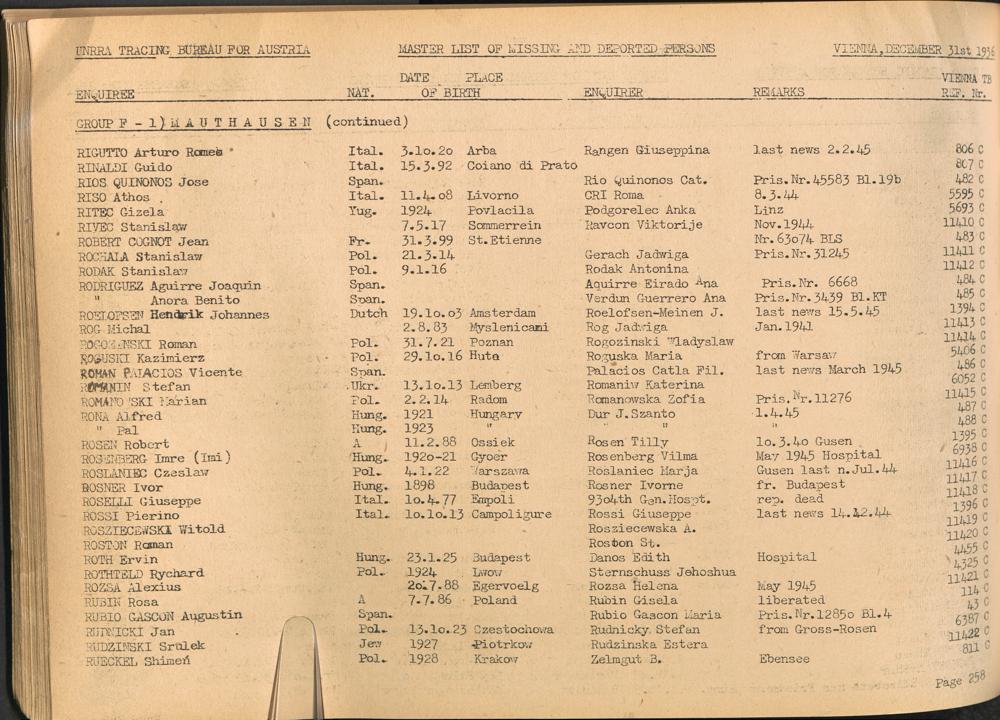 UNRRA TRACING BUREAU FOR AUSTRIA MASTER LIST OF MISSING AND DEPORTED PERSONS VIENNA, DECEMBER 31st
DATE PLACE VIENNA TB
ENQUIREE NAT. OF BIRTH ENQUIRER REMARKS REF. Nr.
GROUP F - 1) MAUTHAUSEN (continued)
RIGUTTO Arturo Romeo Ital. 3.10.20 Arba Rangen Giuseppina last news 2.2.45 806 C
RINALDI Guido Ital. 15.3.92 Coiano di Prato 807 C
RIOS QUINONOS Jose Span. Rio Quinonos Cat. Pris.Nr.45583 Bl.19b 482 C
RISO Athos . Ital. 11.4.08 Livorno CRI Roma 8.3.44 5595 C
RITEC Gizela Yug. 1924 Povlacila Podgorelec Anka Linz 5693 C
RIVEC Stanislaw 7.5.17 Sommerrein Ravcon Viktorije Nov.1944 11410 C
ROBERT COGNOT Jean Fr. 31.3.99 St.Etienne Nr.63074 BLS 483 C
ROCHALA Stanislaw Pol. 21.3.14 Gerach Jadwiga Pris.Nr.31245 11411 C
RODAK Stanislaw Pol. 9.1.16 Rodak Antonina 11412 C
RODRIGUEZ Aguirre Joaquin Span. Aquirre Eirado Ana Pris.Nr. 6668 484 C
" Anora Benito Span. Verdun Guerrero Ana Pris.Nr.3439 Bl.KT 485 C
ROELOFSEN Hendrik Johannes Dutch 19.10.03 Amsterdam Roelofsen-Meinen J. last news 15.5.45 1394 C
ROG Michal 2.8.83 Myslenicani Rog Jadwiga Jan.1941 11413 C
Roman Pol. 31.7.21 Poznan Rogozinski Wladyslaw 11414 C
ROGUSKI Kazimierz Pol. 29.10.16 Huta Roguska Maria from Warsaw 5406 C
ROMAN PALACIOS Vicente Span. Palacios Catla Fil. last news March 1945 486 C
ROMANIN Stefan Ukr. 13.10.13 Lemberg Romaniw Katerina 6052 C
ROMANOWSKI Marian Pol. 2.2.14 Radom Romanowska Zofia Pris.Nr.11276 11415 C
RONA Alfred Hung. 1921 Hungary Dur J.Szanto 1.4.45 487 C
" Pal Hung. 1923 " " " 488 C
ROSEN Robert A 11.2.88 Ossiek Rosen Tilly 10.3.40 Gusen 1395 C
ROSENBERG Imre (Imi) Hung. 1920-21 Gyoer Rosenberg Vilma May 1945 Hospital 6938 C
ROSLANIEC Czeslaw Pol. 4.1.22 Warszawa Roslaniec Marja Gusen last n.Jul.44 11416 C
ROSNER Ivor Hung. 1898 Budapest Rosner Ivorne fr. Budapest 11417 C
ROSELLI Giuseppe Ital. 10.4.77 Empoli 9304th Gen.Hospt. rep. dead 11418 C
ROSSI Pierino Ital. 10.10.13 Campoligure Rossi Giuseppe last news 14.12.44 1396 C
ROSZIECEWSKI Witold Rosziecewska A. 11419 C
ROSTON Roman Roston St. 11420 C
ROTH Ervin Hung. 23.1.25 Budapest Danos Edith Hospital 4455 C
ROTHTELD Rychard Pol. 1924 Lwow Sternschuss Jehoshua 4325 C
ROZSA Alexius 20.7.88 Egervoelg Rozsa Helena May 1945 11421 C
RUBIN Rosa A 7.7.86 Poland Rubin Gisela liberated 114 C
RUBIO GASCON Augustin Span. Rubio Gascon Maria Pris.Nr.12850 Bl.4 43 C
RUDNICKI Jan Pol. 13.10.23 Czestochowa Rudnicky Stefan from Gross-Rosen 6387 C
RUDZINSKI Srulek Jew 1927 Piotrkow Rudzinska Estera 11422 C
RUECKEL Shimen Pol. 1928 Krakow Zelmgut B. Ebensee 811 C
Page 258